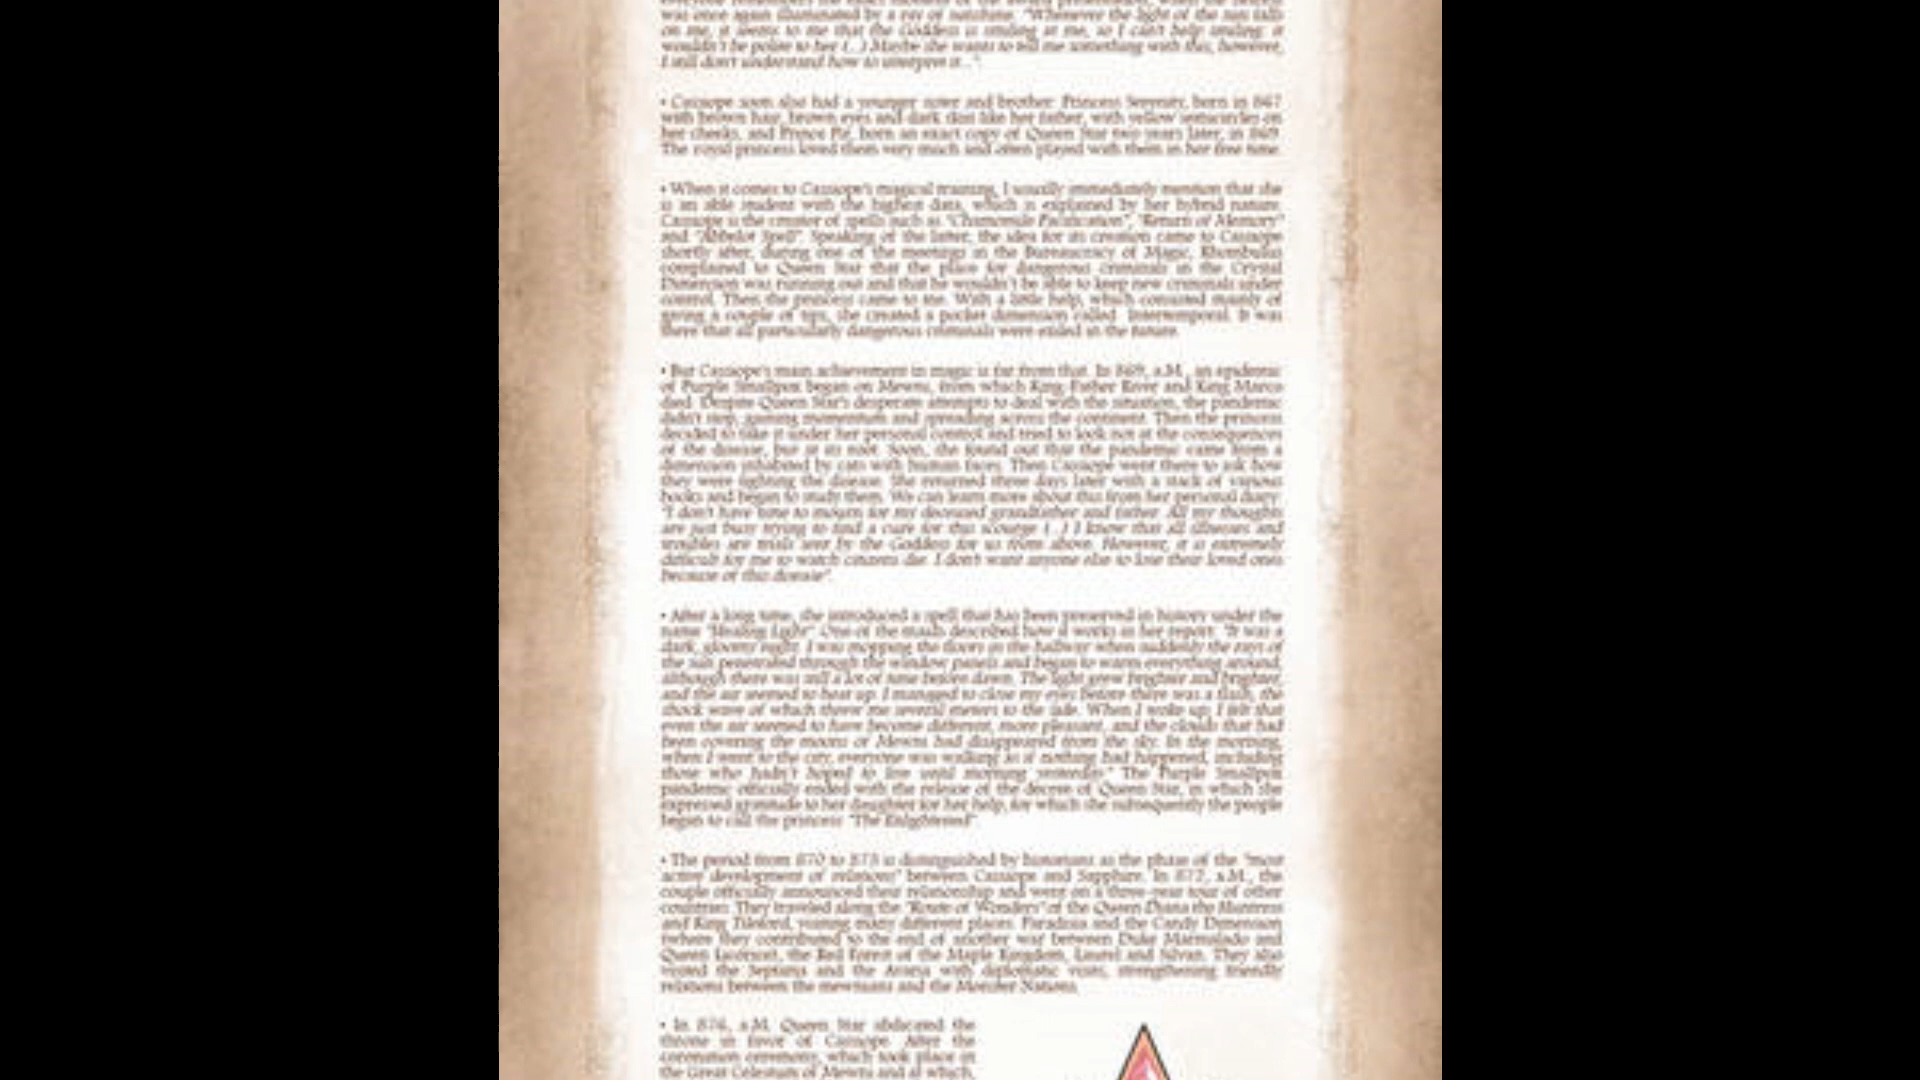 was once again illuminated by a ray of sunshine. "Whenever the light of the sun falls
on me, it seems to me that the Goddess is smiling at me, so I can't help smiling: it
wouldn't be polite to her (...) Maybe she wants to tell me something with this, however,
I still don't understand how to interpret it...".
• Cassiope soon also had a younger sister and brother: Princess Serenity, born in 867
with brown hair, brown eyes and dark skin like her father, with yellow semicircles on
her cheeks, and Prince Pie, born an exact copy of Queen Star two years later, in 869.
The royal princess loved them very much and often played with them in her free time.
• When it comes to Cassiope's magical training, I usually immediately mention that she
is an able student with the highest data, which is explained by her hybrid nature.
Cassiope is the creator of spells such as "Chamomile Pacification", "Return of Memory"
and "Abbelor Spell". Speaking of the latter, the idea for its creation came to Cassiope
shortly after, during one of the meetings in the Bureaucracy of Magic, Rhombulus
complained to Queen Star that the place for dangerous criminals in the Crystal
Dimension was running out and that he wouldn't be able to keep new criminals under
control. Then the princess came to me. With a little help, which consisted mainly of
giving a couple of tips, she created a pocket dimension called Intertemporal. It was
there that all particularly dangerous criminals were exiled in the future.
• But Cassiope's main achievement in magic is far from that. In 869, a.M., an epidemic
of Purple Smallpox began on Mewni, from which King Father River and King Marco
died. Despite Queen Star's desperate attempts to deal with the situation, the pandemic
didn't stop, gaining momentum and spreading across the continent. Then the princess
decided to take it under her personal control and tried to look not at the consequences
of the disease, but at its root. Soon, she found out that the pandemic came from a
dimension inhabited by cats with human faces. Then Cassiope went there to ask how
they were fighting the disease. She returned three days later with a stack of various
books and began to study them. We can learn more about this from her personal diary:
"I don't have time to mourn for my deceased grandfather and father. All my thoughts
are just busy trying to find a cure for this scourge (...) I know that all illnesses and
troubles are trials sent by the Goddess for us from above. However, it is extremely
difficult for me to watch citizens die. I don't want anyone else to lose their loved ones
because of this disease".
• After a long time, she introduced a spell that has been preserved in history under the
name "Healing Light". One of the maids described how it works in her report: "It was a
dark, gloomy night. I was mopping the floors in the hallway when suddenly the rays of
the sun penetrated through the window panels and began to warm everything around,
although there was still a lot of time before dawn. The light grew brighter and brighter,
and the air seemed to heat up. I managed to close my eyes before there was a flash, the
shock wave of which threw me several meters to the side. When I woke up, I felt that
even the air seemed to have become different, more pleasant, and the clouds that had
been covering the moons of Mewni had disappeared from the sky. In the morning,
when I went to the city, everyone was walking as if nothing had happened, including
those who hadn't hoped to live until morning yesterday." The Purple Smallpox
pandemic officially ended with the release of the decree of Queen Star, in which she
expressed gratitude to her daughter for her help, for which she subsequently the people
began to call the princess "The Enlightened"
• The period from 870 to 875 is distinguished by historians as the phase of the "most
active development of relations" between Cassiope and Sapphire. In 872, a.M., the
couple officially announced their relationship and went on a three-year tour of other
countries. They traveled along the "Route of Wonders" of the Queen Diana the Huntress
and King Tilleford, visiting many different places: Paradoxa and the Candy Dimension
(where they contributed to the end of another war between Duke Marmalado and
Queen Licorice), the Red Forest of the Maple Kingdom, Laurel and Silvan. They also
visited the Septaria and the Avaria with diplomatic visits, strengthening friendly
relations between the mewmans and the Monster Nations.
• In 876, a.M. Queen Star abdicated the
throne in favor of Cassiope. After the
coronation ceremony, which took place in
the Great Celestium of Mewni and at which,